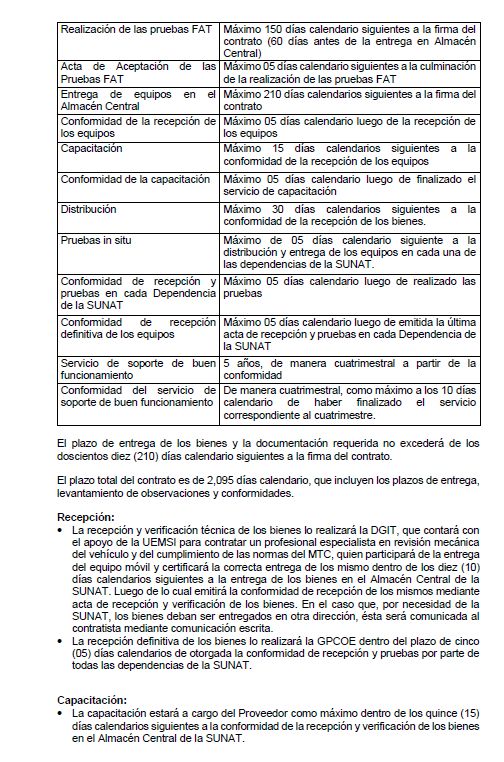 Realización de las pruebas FAT
Máximo 150 días calendario siguientes a la firma del
contrato (60 días antes de la entrega en Almacén
Central)
Acta de Aceptación de las
Pruebas FAT
Máximo 05 días calendario siguientes a la culminación
de la realización de las pruebas FAT
Entrega de equipos en el
Almacén Central
Máximo 210 días calendarios siguientes a la firma del
contrato
Conformidad de la recepción de
los equipos
Máximo 05 días calendario luego de la recepción de
los equipos
Capacitación
Máximo 15 días calendarios siguientes a la
conformidad de la recepción de los equipos
Conformidad de la capacitación
Máximo 05 días calendario luego de finalizado el
servicio de capacitación
Distribución
Máximo 30 días calendarios siguientes a la
conformidad de la recepción de los bienes.
Pruebas in situ
Máximo de 05 días calendario siguiente a la
distribución y entrega de los equipos en cada una de
las dependencias de la SUNAT.
Conformidad de recepción y
pruebas en cada Dependencia
de la SUNAT
Máximo 05 días calendario luego de realizado las
pruebas
Conformidad de recepción
definitiva de los equipos
Máximo 05 días calendario luego de emitida la última
acta de recepción y pruebas en cada Dependencia de
la SUNAT
Servicio de soporte de buen
funcionamiento
5 años, de manera cuatrimestral a partir de la
conformidad
Conformidad del servicio de
soporte de buen funcionamiento
De manera cuatrimestral, como máximo a los 10 días
calendario de haber finalizado el servicio
correspondiente al cuatrimestre.
El plazo de entrega de los bienes y la documentación requerida no excederá de los
doscientos diez (210) días calendario siguientes a la firma del contrato.
El plazo total del contrato es de 2,095 días calendario, que incluyen los plazos de entrega,
levantamiento de observaciones y conformidades.
Recepción:
• La recepción y verificación técnica de los bienes lo realizará la DGIT, que contará con
el apoyo de la UEMSI para contratar un profesional especialista en revisión mecánica
del vehículo y del cumplimiento de las normas del MTC, quien participará de la entrega
del equipo móvil y certificará la correcta entrega de los mismo dentro de los diez (10)
días calendarios siguientes a la entrega de los bienes en el Almacén Central de la
SUNAT. Luego de lo cual emitirá la conformidad de recepción de los mismos mediante
acta de recepción y verificación de los bienes. En el caso que, por necesidad de la
SUNAT, los bienes deban ser entregados en otra dirección, ésta será comunicada al
contratista mediante comunicación escrita.
• La recepción definitiva de los bienes lo realizará la GPCOE dentro del plazo de cinco
(05) días calendarios de otorgada la conformidad de recepción y pruebas por parte de
todas las dependencias de la SUNAT.
Capacitación:
• La capacitación estará a cargo del Proveedor como máximo dentro de los quince (15)
días calendarios siguientes a la conformidad de la recepción y verificación de los bienes
en el Almacén Central de la SUNAT.